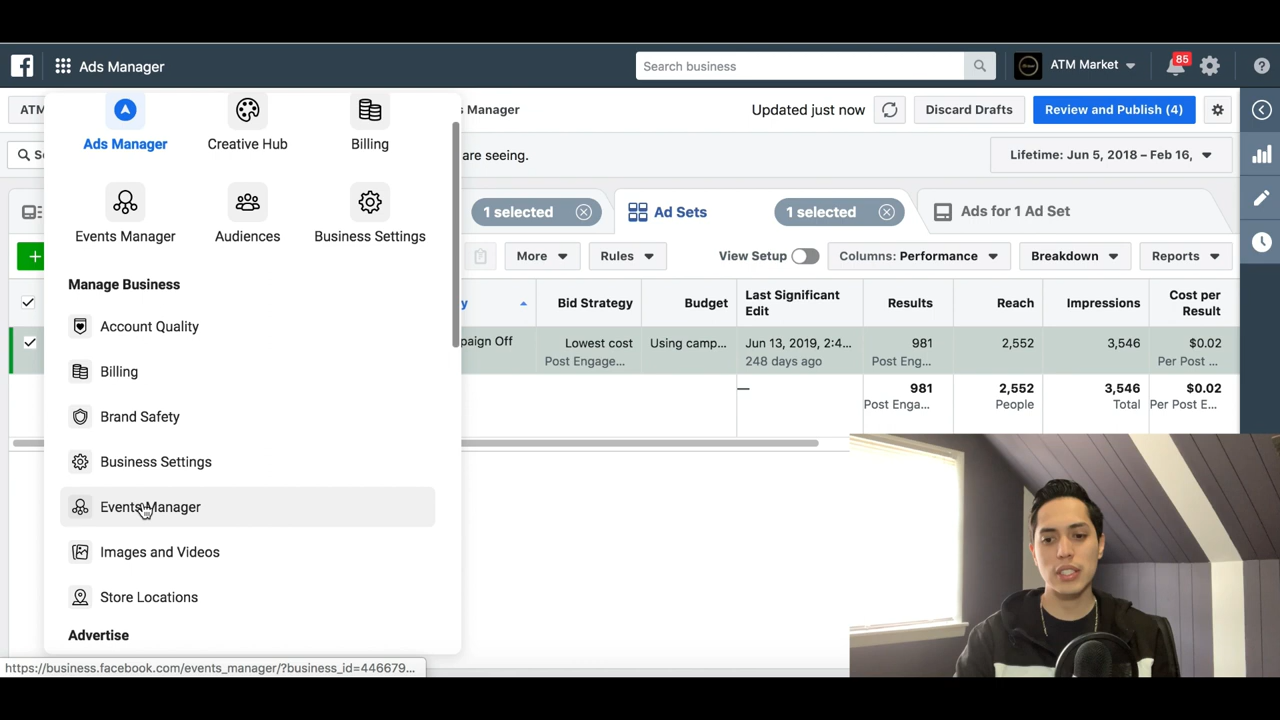 Ads Manager
Search business
ATM Market
85
ATM
s Manager
Updated just now
Discard Drafts
Review and Publish (4)
Ads Manager
Creative Hub
Billing
are seeing.
Lifetime: Jun 5, 2018 – Feb 16,
Events Manager
Audiences
Business Settings
1 selected
Ad Sets
1 selected
Ads for 1 Ad Set
More
Rules
View Setup
Columns: Performance
Breakdown
Reports
Manage Business
Bid Strategy
Budget
Last Significant
Edit
Results
Reach
Impressions
Cost per
Result
Account Quality
paign Off
Lowest cost
Post Engage...
Using camp...
Jun 13, 2019, 2:4...
248 days ago
981
Post Eng...
2,552
3,546
$0.02
Per Post ...
Billing
—
981
Post Enga...
2,552
People
3,546
Total
$0.02
Per Post E...
Brand Safety
Business Settings
Events Manager
Images and Videos
Store Locations
Advertise
https://business.facebook.com/events_manager/?business_id=446679...